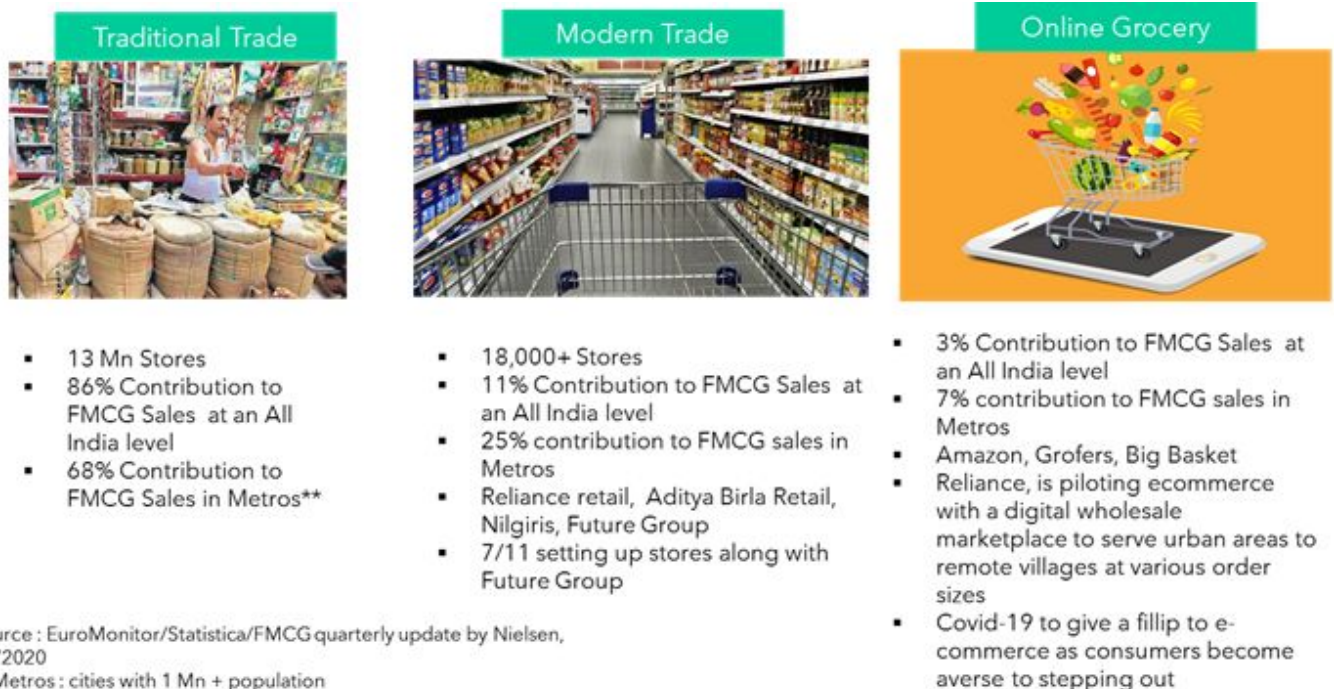 Traditional Trade
Modern Trade
Online Grocery
▪ 13 Mn Stores
▪ 86% Contribution to
FMCG Sales at an All
India level
▪ 68% Contribution to
FMCG Sales in Metros**
▪ 18,000+ Stores
▪ 11% Contribution to FMCG Sales at
an All India level
▪ 25% contribution to FMCG sales in
Metros
▪ Reliance retail, Aditya Birla Retail,
Nilgiris, Future Group
▪ 7/11 setting up stores along with
Future Group
▪ 3% Contribution to FMCG Sales at
an All India level
▪ 7% contribution to FMCG sales in
Metros
▪ Amazon, Grofers, Big Basket
▪ Reliance, is piloting ecommerce
with a digital wholesale
marketplace to serve urban areas to
remote villages at various order
sizes
▪ Covid-19 to give a fillip to e-
commerce as consumers become
averse to stepping out
: EuroMonitor/Statistica/FMCG quarterly update by Nielsen,
2020
Metros : cities with 1 Mn + population